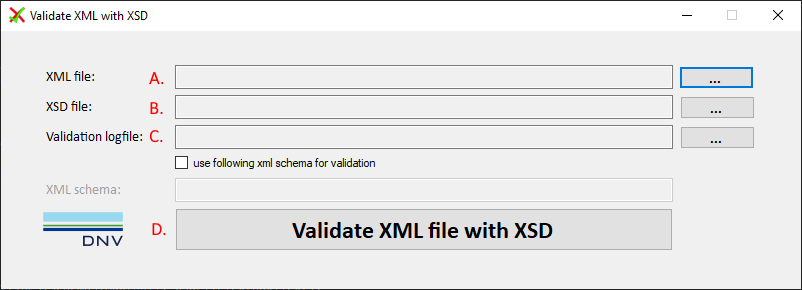 Validate XML with XSD
XML file: A. ...
XSD file: B. ...
Validation logfile: C. ...
use following xml schema for validation
XML schema:
DNV D. Validate XML file with XSD